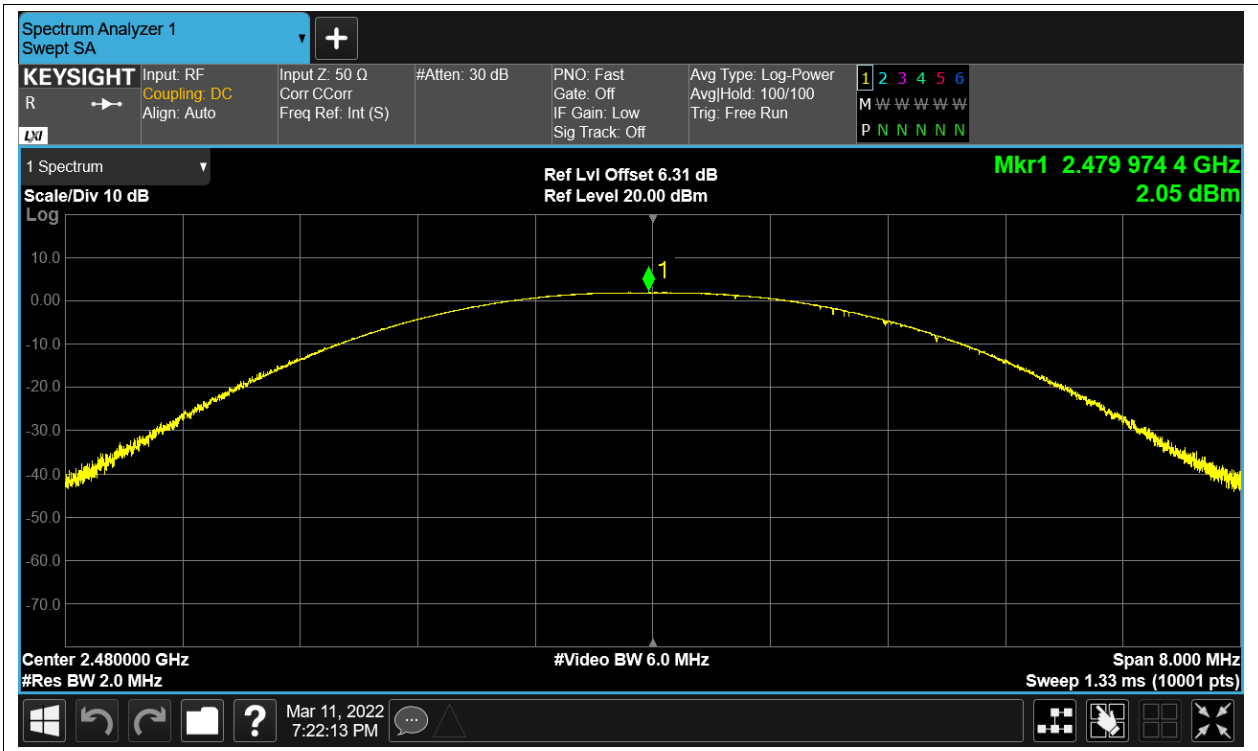 Spectrum Analyzer 1
Swept SA
+
KEYSIGHT
R
LXI
Input: RF
Coupling: DC
Align: Auto
Input Z: 50 Ω
Corr CCorr
Freq Ref: Int (S)
#Atten: 30 dB
PNO: Fast
Gate: Off
IF Gain: Low
Sig Track: Off
Avg Type: Log-Power
Avg|Hold: 100/100
Trig: Free Run
1 2 3 4 5 6
M W W W W W W
P N N N N N
1 Spectrum
Scale/Div 10 dB
Log
Ref Lvl Offset 6.31 dB
Ref Level 20.00 dBm
Mkr1 2.479 974 4 GHz
2.05 dBm
1
10.0
0.00
-10.0
-20.0
-30.0
-40.0
-50.0
-60.0
-70.0
Center 2.480000 GHz
#Res BW 2.0 MHz
#Video BW 6.0 MHz
Span 8.000 MHz
Sweep 1.33 ms (10001 pts)
?
Mar 11, 2022
7:22:13 PM